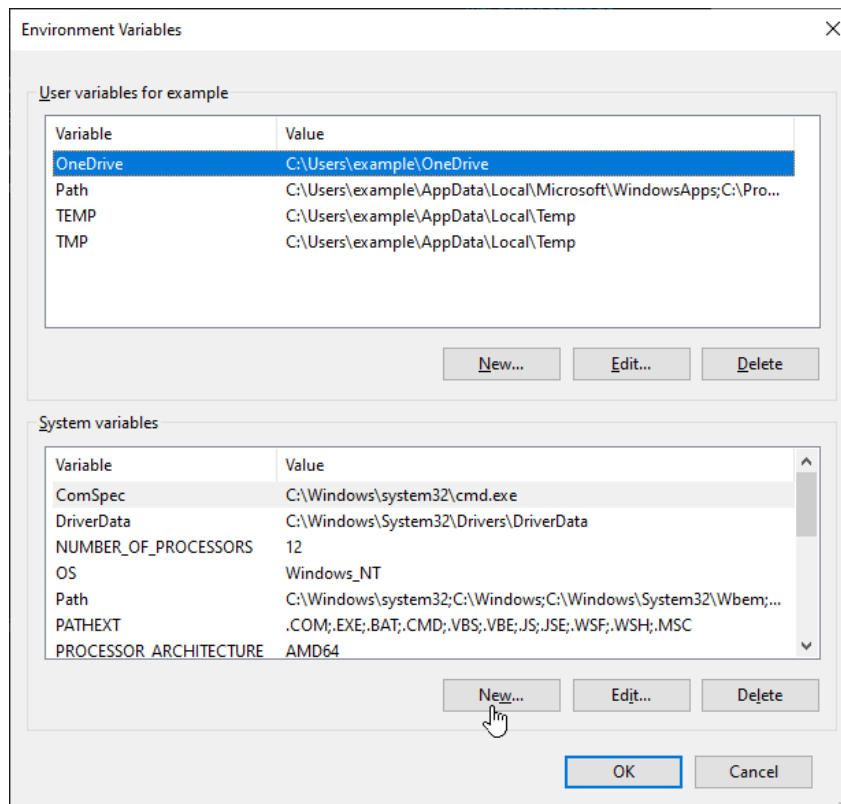 Environment Variables
User variables for example
Variable Value
OneDrive C:\Users\example\OneDrive
Path C:\Users\example\AppData\Local\Microsoft\WindowsApps;C:\Pro...
TEMP C:\Users\example\AppData\Local\Temp
TMP C:\Users\example\AppData\Local\Temp
New... Edit... Delete
System variables
Variable Value
ComSpec C:\Windows\system32\cmd.exe
DriverData C:\Windows\System32\Drivers\DriverData
NUMBER_OF_PROCESSORS 12
OS Windows_NT
Path C:\Windows\system32;C:\Windows;C:\Windows\System32\Wbem;...
PATHEXT .COM;.EXE;.BAT;.CMD;.VBS;.VBE;.JS;.JSE;.WSF;.WSH;.MSC
PROCESSOR_ARCHITECTURE AMD64
New... Edit... Delete
OK Cancel